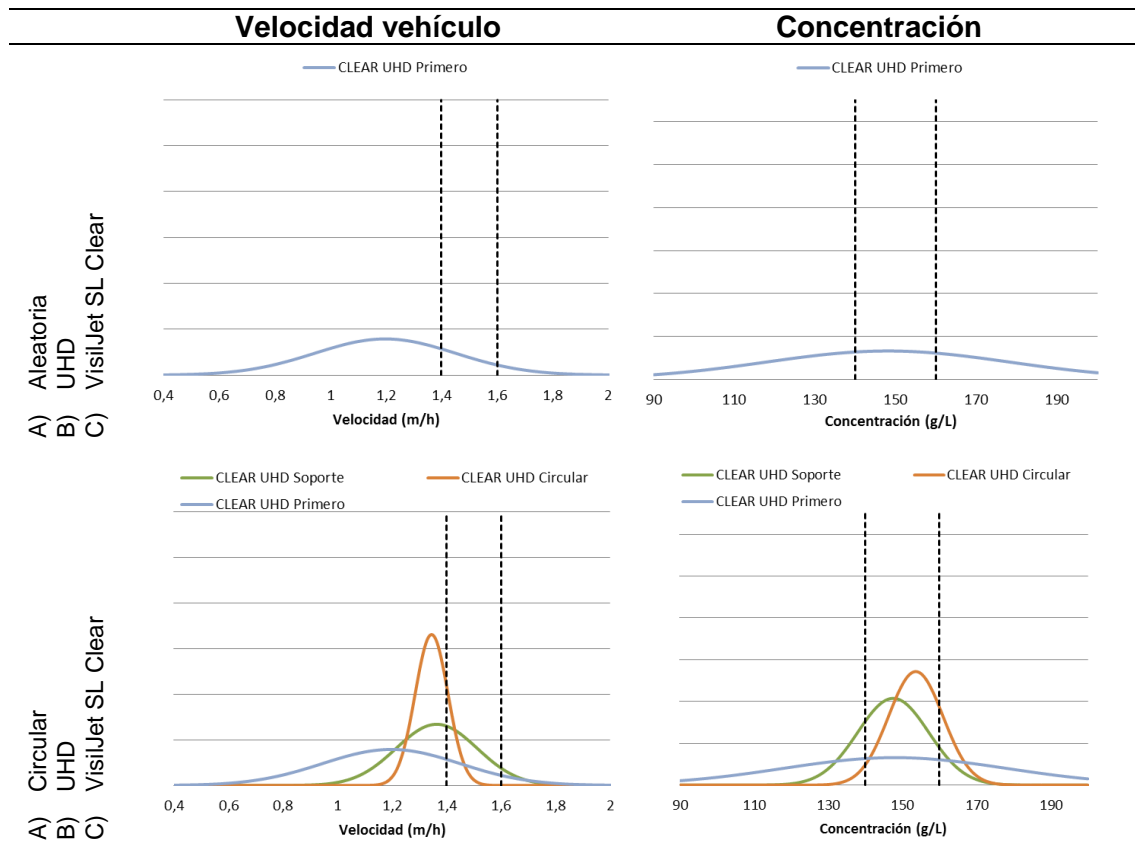 Velocidad vehículo Concentración
A) Aleatoria
B) UHD
C) VisilJet SL Clear
CLEAR UHD Primero
0,4 0,6 0,8 1 1,2 1,4 1,6 1,8 2
Velocidad (m/h)
CLEAR UHD Primero
90 110 130 150 170 190
Concentración (g/L)
A) Circular
B) UHD
C) VisilJet SL Clear
CLEAR UHD Soporte CLEAR UHD Circular
CLEAR UHD Primero
0,4 0,6 0,8 1 1,2 1,4 1,6 1,8 2
Velocidad (m/h)
CLEAR UHD Soporte CLEAR UHD Circular
CLEAR UHD Primero
90 110 130 150 170 190
Concentración (g/L)